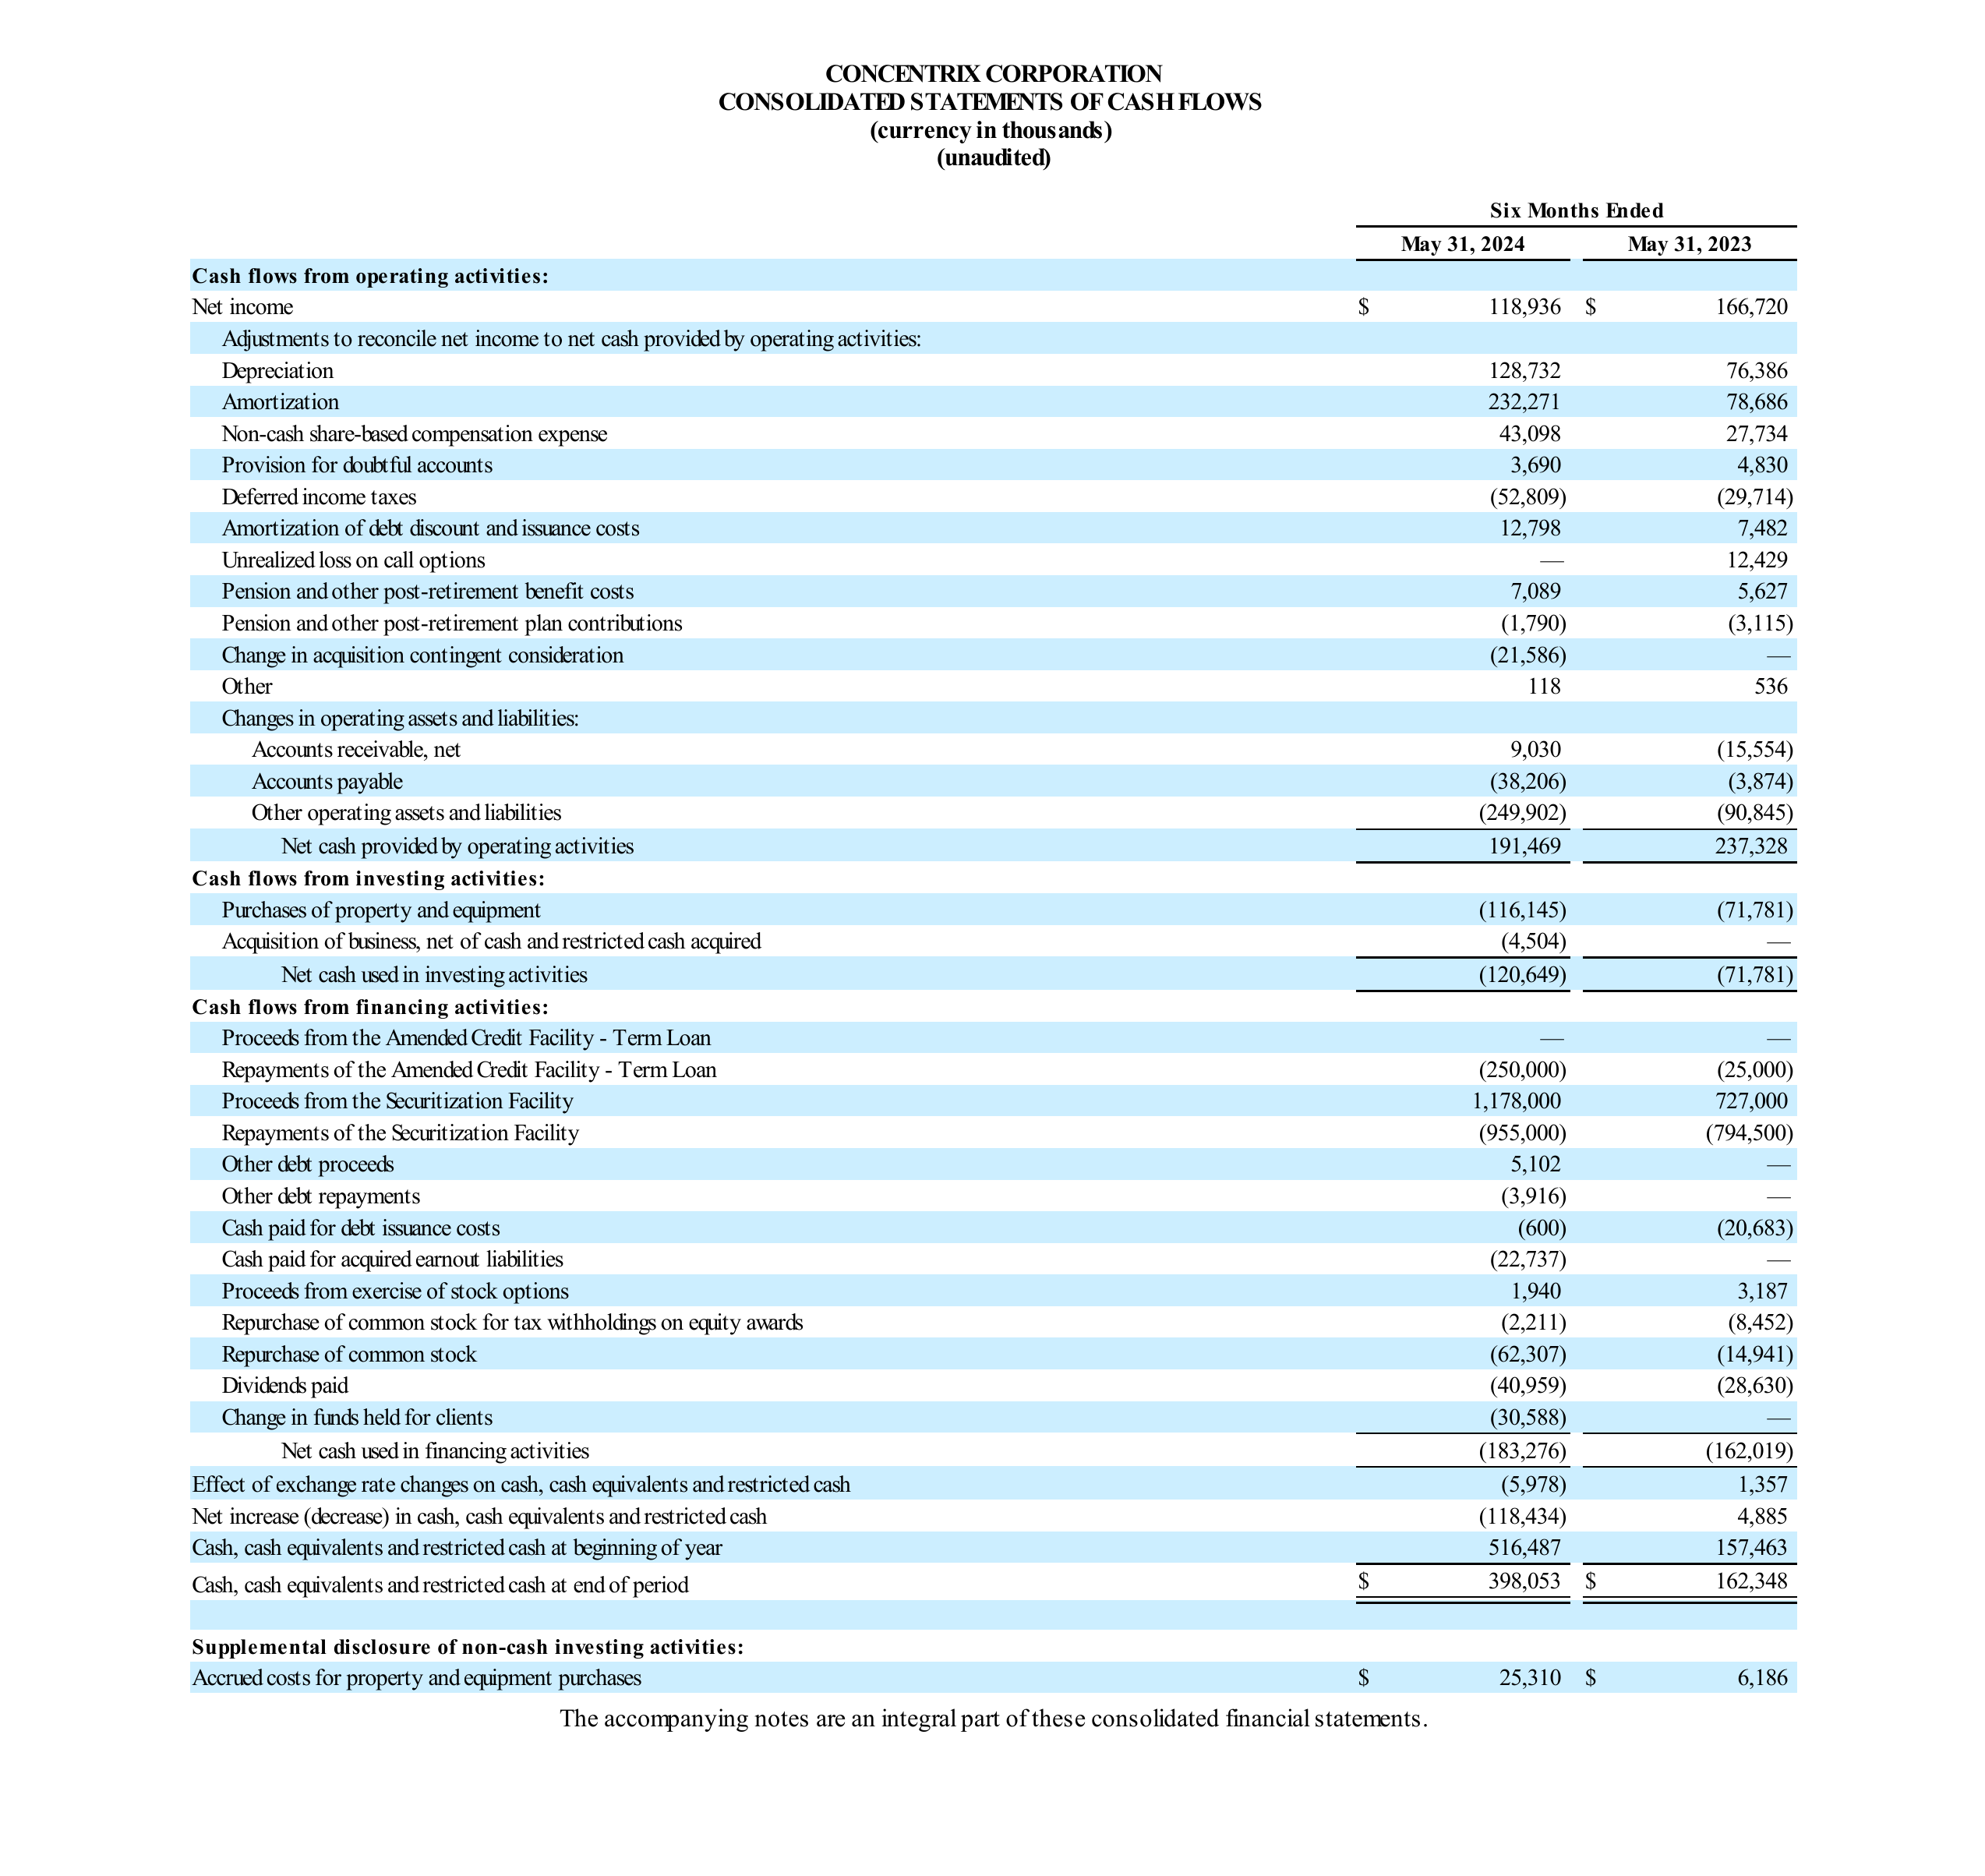 CONCENTRIX CORPORATION
CONSOLIDATED STATEMENTS OF CASH FLOWS
(currency in thousands)
(unaudited)
Six Months Ended
May 31, 2024 May 31, 2023
Cash flows from operating activities:
Net income $ 118,936 $ 166,720
Adjustments to reconcile net income to net cash provided by operating activities:
Depreciation 128,732 76,386
Amortization 232,271 78,686
Non-cash share-based compensation expense 43,098 27,734
Provision for doubtful accounts 3,690 4,830
Deferred income taxes (52,809) (29,714)
Amortization of debt discount and issuance costs 12,798 7,482
Unrealized loss on call options — 12,429
Pension and other post-retirement benefit costs 7,089 5,627
Pension and other post-retirement plan contributions (1,790) (3,115)
Change in acquisition contingent consideration (21,586) —
Other 118 536
Changes in operating assets and liabilities:
Accounts receivable, net 9,030 (15,554)
Accounts payable (38,206) (3,874)
Other operating assets and liabilities (249,902) (90,845)
Net cash provided by operating activities 191,469 237,328
Cash flows from investing activities:
Purchases of property and equipment (116,145) (71,781)
Acquisition of business, net of cash and restricted cash acquired (4,504) —
Net cash used in investing activities (120,649) (71,781)
Cash flows from financing activities:
Proceeds from the Amended Credit Facility - Term Loan — —
Repayments of the Amended Credit Facility - Term Loan (250,000) (25,000)
Proceeds from the Securitization Facility 1,178,000 727,000
Repayments of the Securitization Facility (955,000) (794,500)
Other debt proceeds 5,102 —
Other debt repayments (3,916) —
Cash paid for debt issuance costs (600) (20,683)
Cash paid for acquired earnout liabilities (22,737) —
Proceeds from exercise of stock options 1,940 3,187
Repurchase of common stock for tax withholdings on equity awards (2,211) (8,452)
Repurchase of common stock (62,307) (14,941)
Dividends paid (40,959) (28,630)
Change in funds held for clients (30,588) —
Net cash used in financing activities (183,276) (162,019)
Effect of exchange rate changes on cash, cash equivalents and restricted cash (5,978) 1,357
Net increase (decrease) in cash, cash equivalents and restricted cash (118,434) 4,885
Cash, cash equivalents and restricted cash at beginning of year 516,487 157,463
Cash, cash equivalents and restricted cash at end of period $ 398,053 $ 162,348
Supplemental disclosure of non-cash investing activities:
Accrued costs for property and equipment purchases $ 25,310 $ 6,186
The accompanying notes are an integral part of these consolidated financial statements.